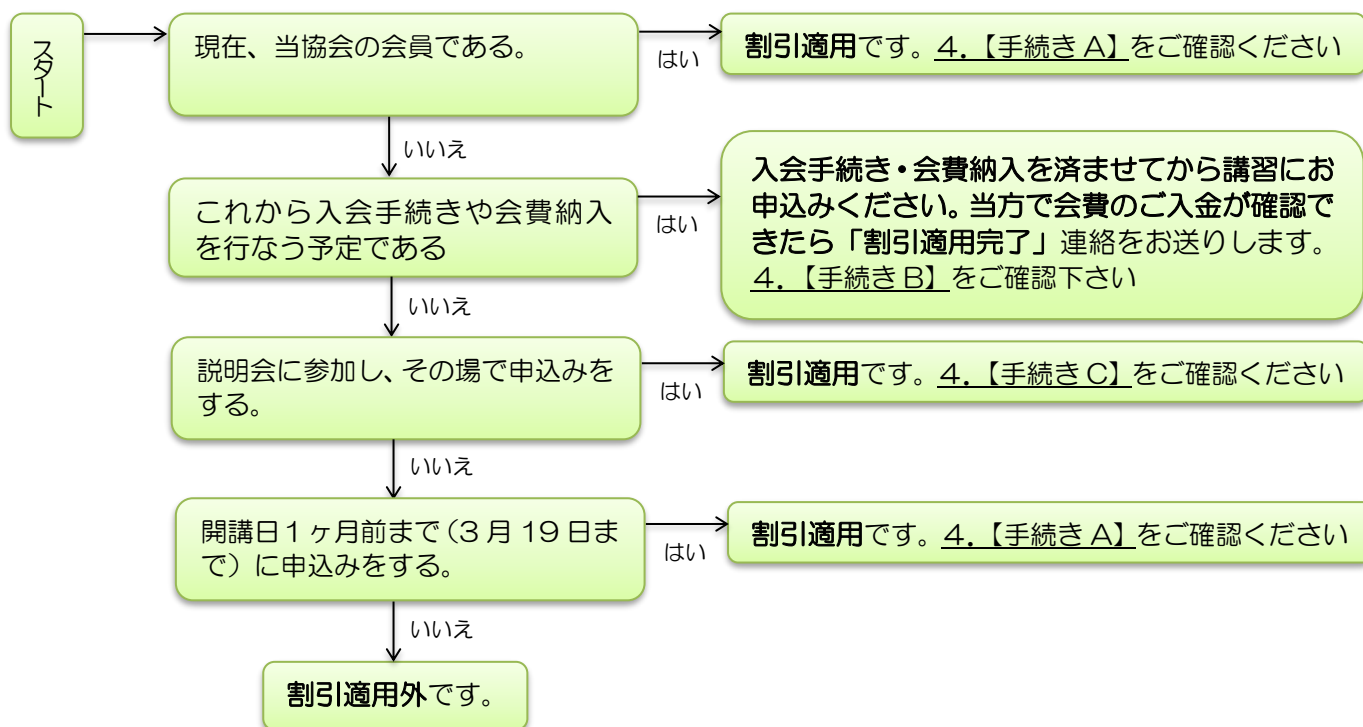 スタート
現在、当協会の会員である。
はい
割引適用です。４.【手続きＡ】をご確認ください
いいえ
これから入会手続きや会費納入
を行なう予定である
はい
入会手続き・会費納入を済ませてから講習にお
申込みください。当方で会費のご入金が確認で
きたら「割引適用完了」連絡をお送りします。
４.【手続きＢ】をご確認下さい
いいえ
説明会に参加し、その場で申込みを
する。
はい
割引適用です。４.【手続きＣ】をご確認ください
いいえ
開講日１ヶ月前まで（３月19日ま
で）に申込みをする。
はい
割引適用です。４.【手続きＡ】をご確認ください
いいえ
割引適用外です。